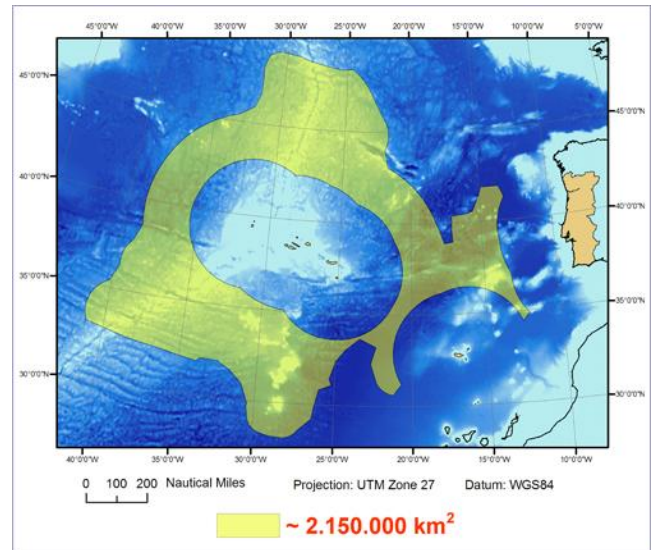 45°0'0"W 40°0'0"W 35°0'0"W 30°0'0"W 25°0'0"W 20°0'0"W 15°0'0"W 10°0'0"W 5°0'0"W
45°0'0"N 45°0'0"N
40°0'0"N 40°0'0"N
35°0'0"N 35°0'0"N
30°0'0"N 30°0'0"N
40°0'0"W 35°0'0"W 30°0'0"W 25°0'0"W 20°0'0"W 15°0'0"W 10°0'0"W
0 100 200 Nautical Miles Projection: UTM Zone 27 Datum: WGS84
~ 2.150.000 km²